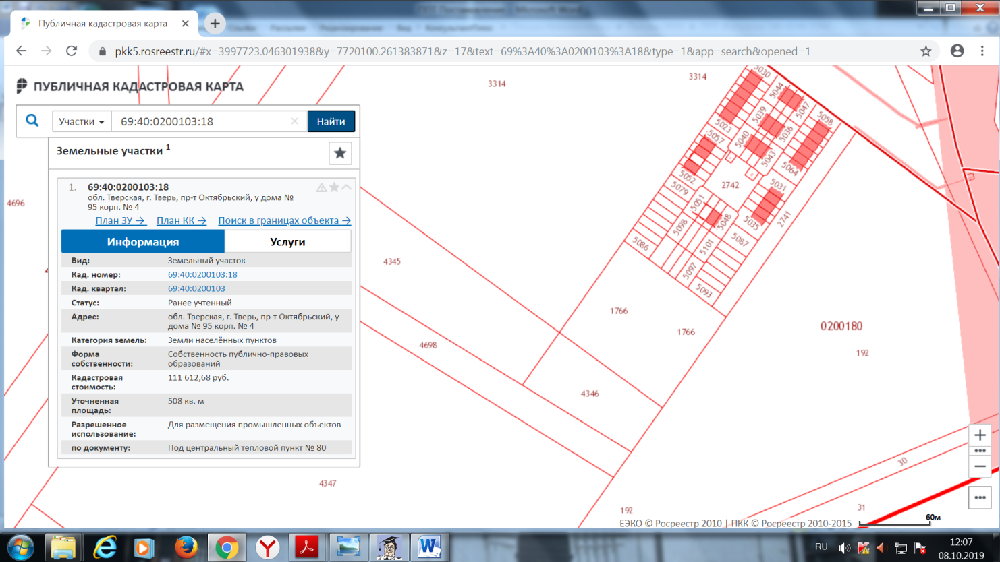 Публичная кадастровая карта
pkk5.rosreestr.ru/#x=3997723.046301938&y=7720100.261383871&z=17&text=69%3A40%3A0200103%3A18&type=1&app=search&opened=1
ПУБЛИЧНАЯ КАДАСТРОВАЯ КАРТА
Участки
69:40:0200103:18
Найти
Земельные участки 1
1. 69:40:0200103:18
обл. Тверская, г. Тверь, пр-т Октябрьский, у дома №
95 корп. № 4
План ЗУ → План КК → Поиск в границах объекта →
Информация Услуги
Вид: Земельный участок
Кад. номер: 69:40:0200103:18
Кад. квартал: 69:40:0200103
Статус: Ранее учтенный
Адрес: обл. Тверская, г. Тверь, пр-т Октябрьский, у
дома № 95 корп. № 4
Категория земель: Земли населённых пунктов
Форма собственности: Собственность публично-правовых образований
Кадастровая стоимость: 111 612,68 руб.
Уточненная площадь: 508 кв. м
Разрешенное использование: Для размещения промышленных объектов
по документу: Под центральный тепловой пункт № 80
3314
3314
5030
5044
5047
5039
5058
5023
5036
5057
5040
5043
5052
5064
5079
2742
5031
5051
5048
5035
2741
5098
5087
5086
5101
5097
5093
4696
4345
1766
1766
0200180
192
4698
4346
30
4347
192
31
60м
ЕЭКО © Росреестр 2010 | ПКК © Росреестр 2010-2015
RU
12:07
08.10.2019